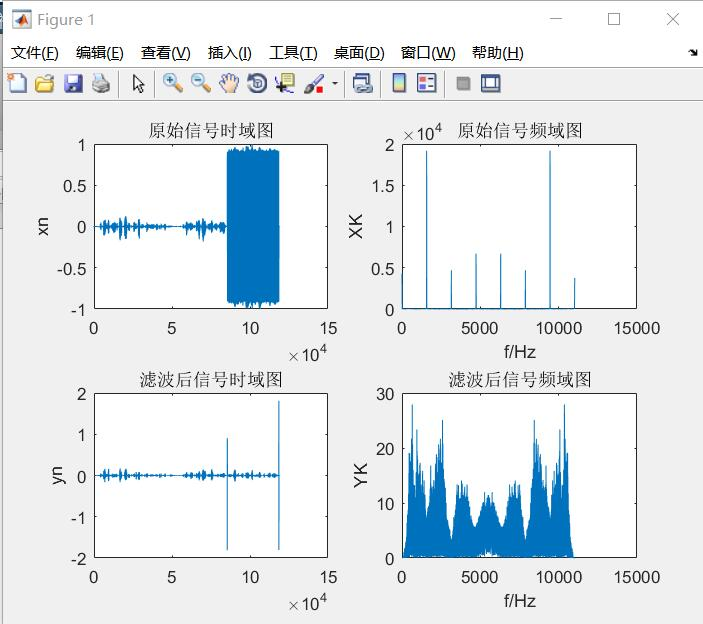 Figure 1
文件(F) 编辑(E) 查看(V) 插入(I) 工具(T) 桌面(D) 窗口(W) 帮助(H)
原始信号时域图
1
0.5
0
-0.5
-1
xn
0 5 10 15
×10^4
×10^4 原始信号频域图
2
1.5
1
0.5
0
XK
0 5000 10000 15000
f/Hz
滤波后信号时域图
2
1
0
-1
-2
yn
0 5 10 15
×10^4
滤波后信号频域图
30
20
10
0
YK
0 5000 10000 15000
f/Hz